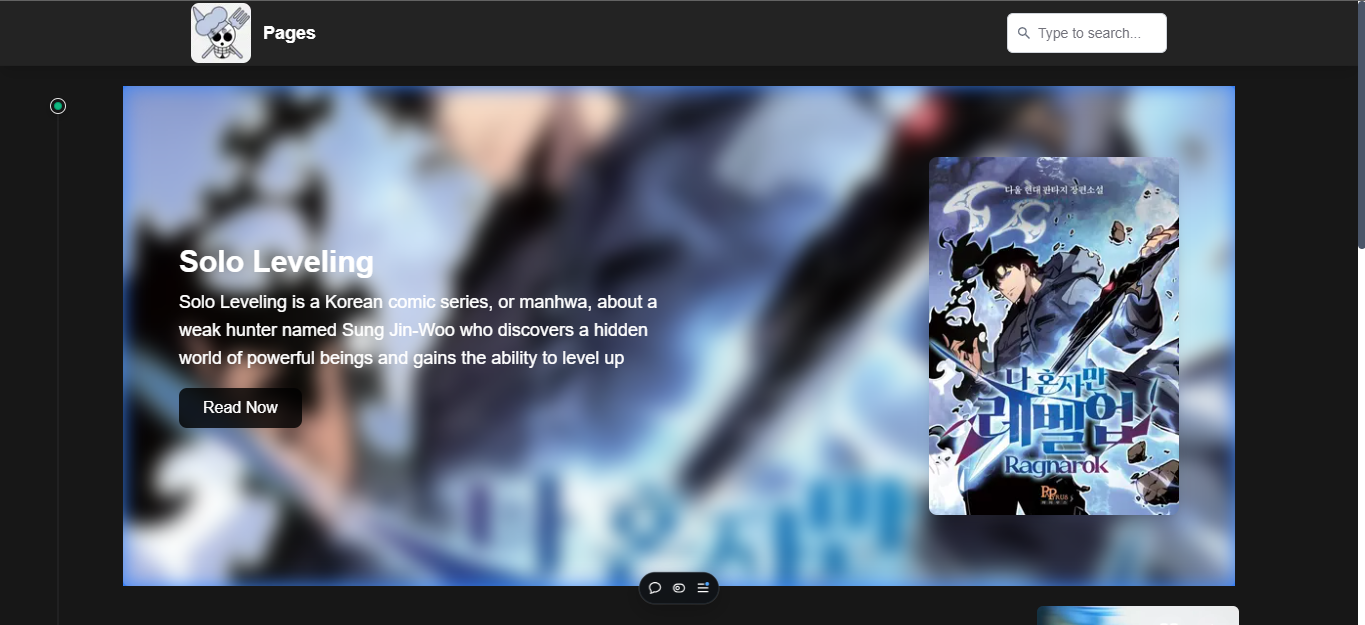 Pages
Type to search...
Solo Leveling
Solo Leveling is a Korean comic series, or manhwa, about a
weak hunter named Sung Jin-Woo who discovers a hidden
world of powerful beings and gains the ability to level up
Read Now
다울 현대 판타지 장편소설
나 혼자만
레벨업
Ragnarok